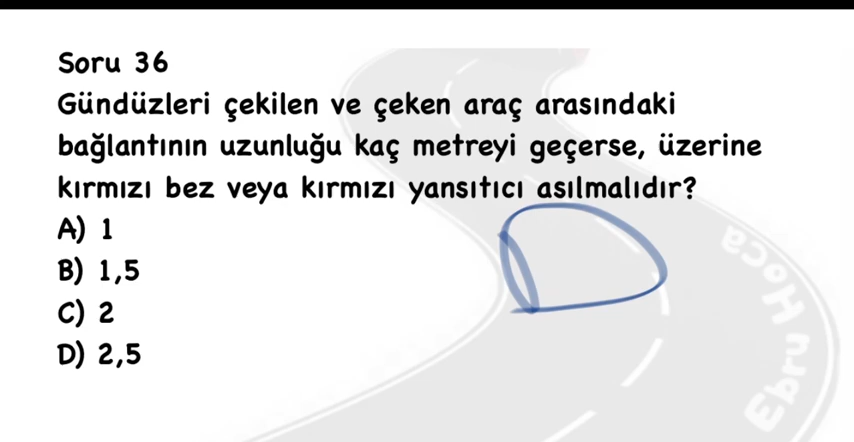 Soru 36
Gündüzleri çekilen ve çeken araç arasındaki
bağlantının uzunluğu kaç metreyi geçerse, üzerine
kırmızı bez veya kırmızı yansıtıcı asılmalıdır?
A) 1
B) 1,5
C) 2
D) 2,5
Ebru Hoca